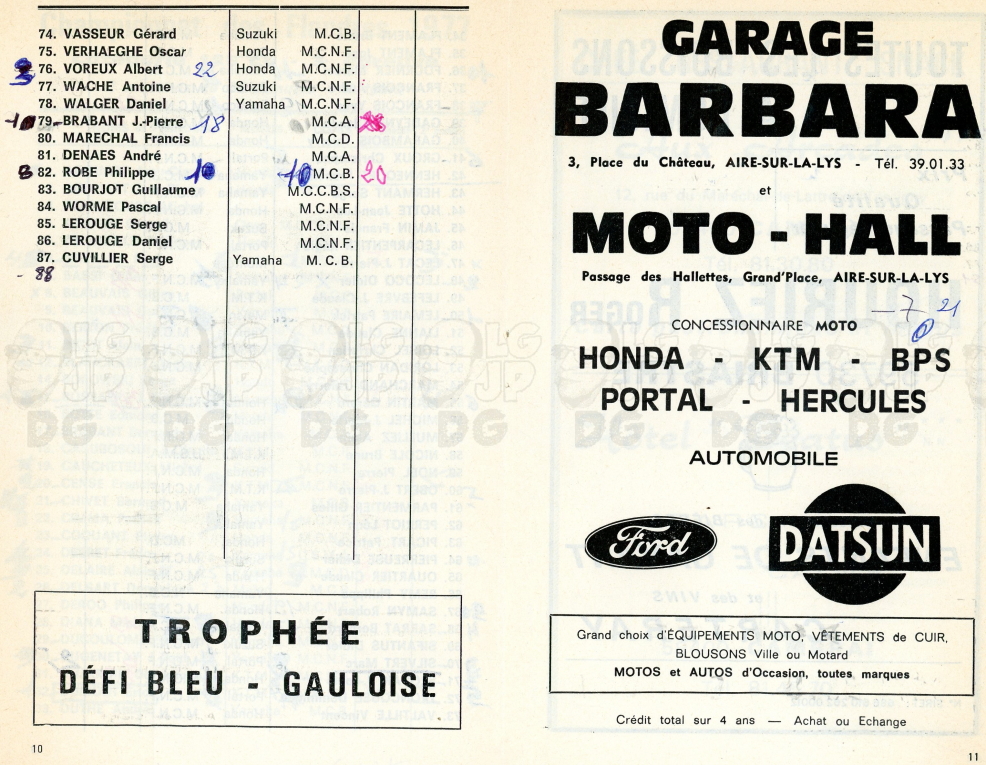 74. VASSEUR Gérard Suzuki M.C.B.
75. VERHAEGHE Oscar Honda M.C.N.F.
76. VOREUX Albert 22 Honda M.C.N.F.
77. WACHE Antoine Suzuki M.C.N.F.
78. WALGER Daniel Yamaha M.C.N.F.
79. BRABANT J.-Pierre 18 M.C.A.
80. MARECHAL Francis M.C.D.
81. DENAES André M.C.A.
82. ROBE Philippe 10 10 M.C.B. 20
83. BOURJOT Guillaume M.C.C.B.S.
84. WORME Pascal M.C.N.F.
85. LEROUGE Serge M.C.N.F.
86. LEROUGE Daniel M.C.N.F.
87. CUVILLIER Serge Yamaha M. C. B.
88
TROPHÉE
DÉFI BLEU - GAULOISE
10
GARAGE
BARBARA
3, Place du Château, AIRE-SUR-LA-LYS - Tél. 39.01.33
et
MOTO - HALL
Passage des Hallettes, Grand'Place, AIRE-SUR-LA-LYS
— 7 21
CONCESSIONNAIRE MOTO
HONDA - KTM - BPS
PORTAL - HERCULES
AUTOMOBILE
Ford DATSUN
Grand choix d'ÉQUIPEMENTS MOTO, VÊTEMENTS de CUIR,
BLOUSONS Ville ou Motard
MOTOS et AUTOS d'Occasion, toutes marques
Crédit total sur 4 ans — Achat ou Echange
11
LG
JP
DG